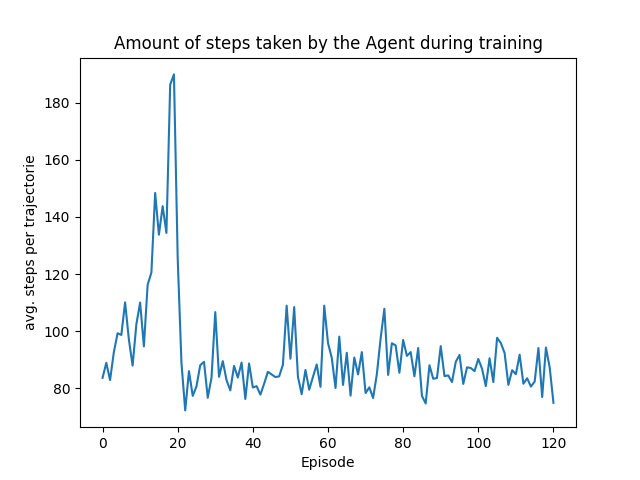 Amount of steps taken by the Agent during training
avg. steps per trajectorie
180
160
140
120
100
80
0 20 40 60 80 100 120
Episode